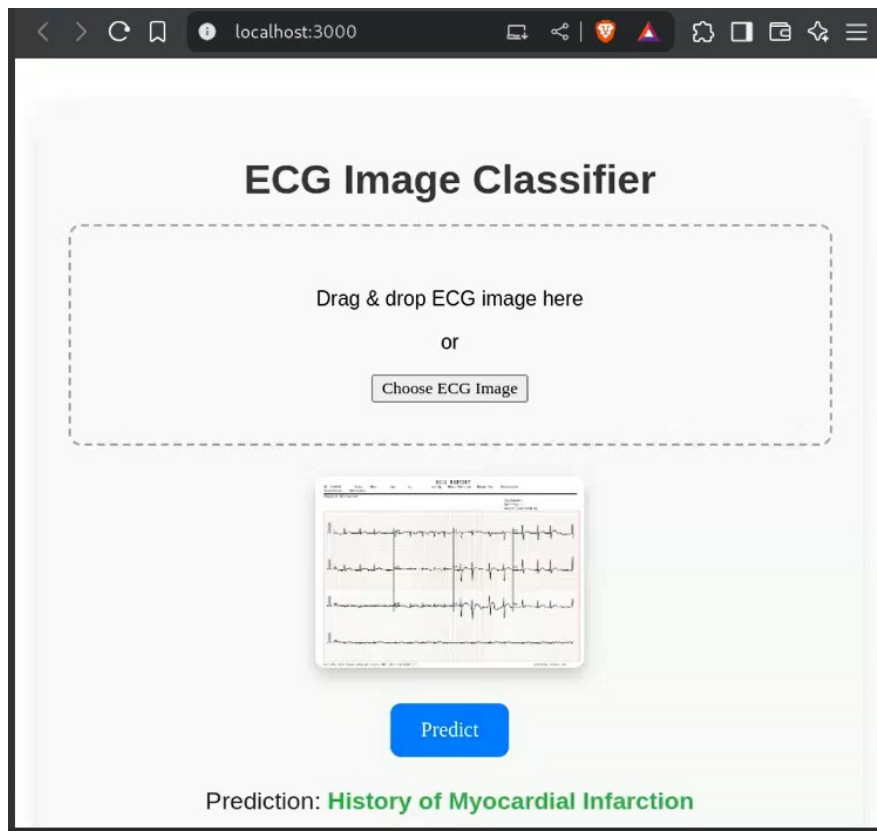 localhost:3000
ECG Image Classifier
Drag & drop ECG image here
or
Choose ECG Image
ECG REPORT
Predict
Prediction: History of Myocardial Infarction